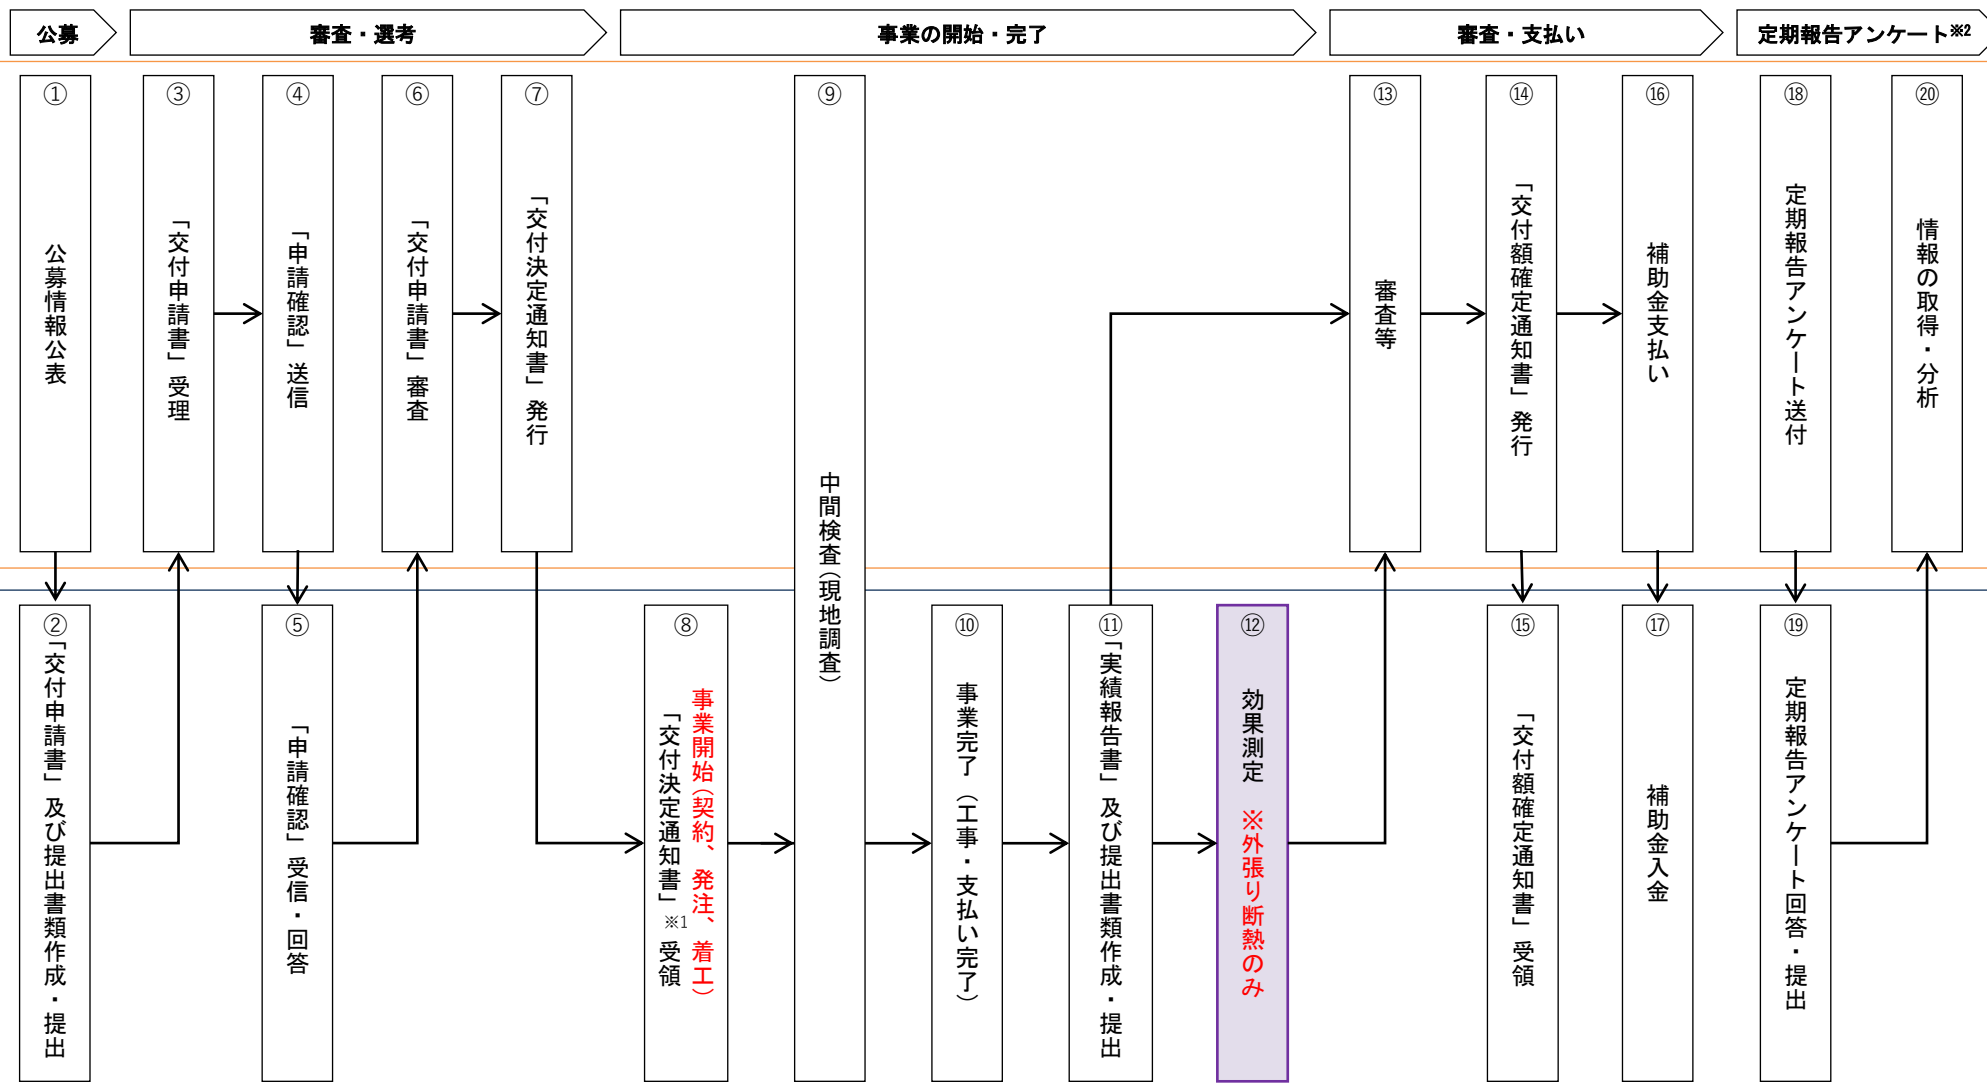 公募
審査・選考
事業の開始・完了
審査・支払い
定期報告アンケート※2
①
公募情報公表
②
「交付申請書」及び提出書類作成・提出
③
「交付申請書」受理
④
「申請確認」送信
⑤
「申請確認」受信・回答
⑥
「交付申請書」審査
⑦
「交付決定通知書」発行
⑧
事業開始（契約、発注、着工）
「交付決定通知書」※1受領
⑨
中間検査（現地調査）
⑩
事業完了（工事・支払い完了）
⑪
「実績報告書」及び提出書類作成・提出
⑫
効果測定 ※外張り断熱のみ
⑬
審査等
⑭
「交付額確定通知書」発行
⑮
「交付額確定通知書」受領
⑯
補助金支払い
⑰
補助金入金
⑱
定期報告アンケート送付
⑲
定期報告アンケート回答・提出
⑳
情報の取得・分析